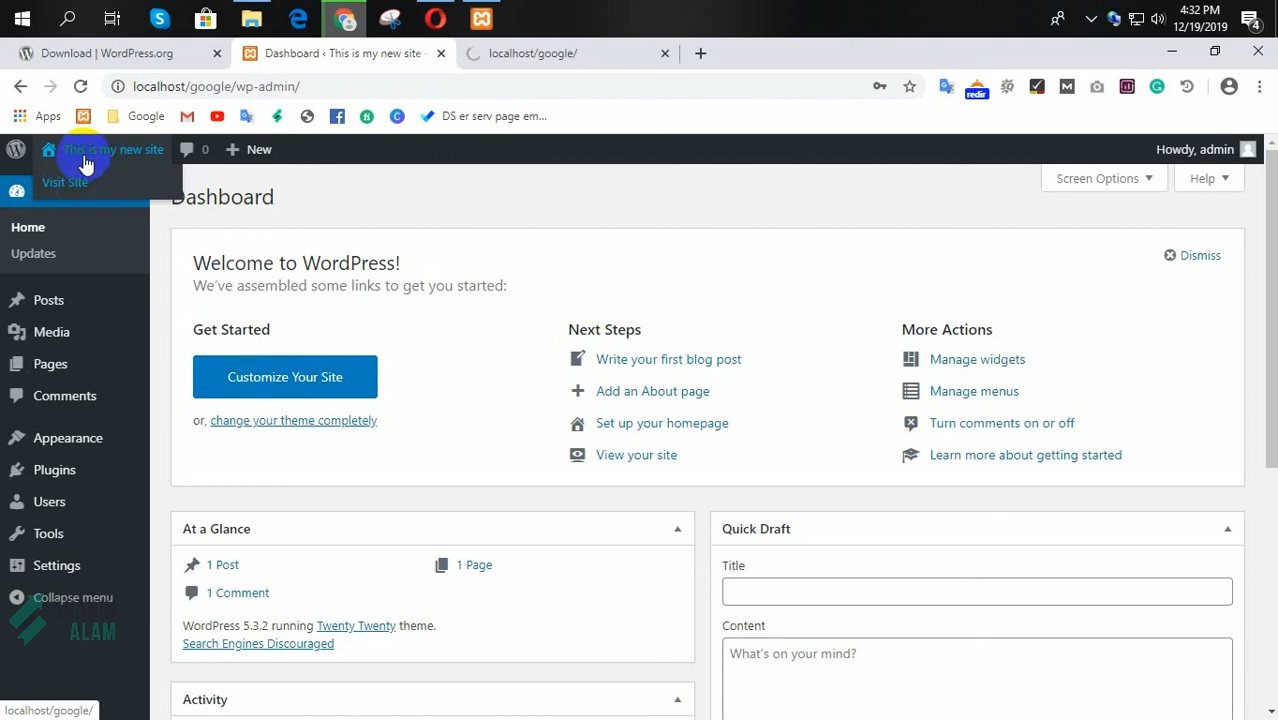 4:32 PM
12/19/2019
4
Download | WordPress.org
Dashboard ‹ This is my new site -
localhost/google/
localhost/google/wp-admin/
redir
Apps
Google
DS er serv page em...
This is my new site
0
New
Howdy, admin
Visit Site
Dashboard
Screen Options
Help
Home
Updates
Posts
Media
Pages
Comments
Appearance
Plugins
Users
Tools
Settings
Collapse menu
ALAM
Welcome to WordPress!
We've assembled some links to get you started:
Dismiss
Get Started
Customize Your Site
or, change your theme completely
Next Steps
Write your first blog post
Add an About page
Set up your homepage
View your site
More Actions
Manage widgets
Manage menus
Turn comments on or off
Learn more about getting started
At a Glance
1 Post
1 Page
1 Comment
WordPress 5.3.2 running Twenty Twenty theme.
Search Engines Discouraged
Activity
Quick Draft
Title
Content
What's on your mind?
localhost/google/